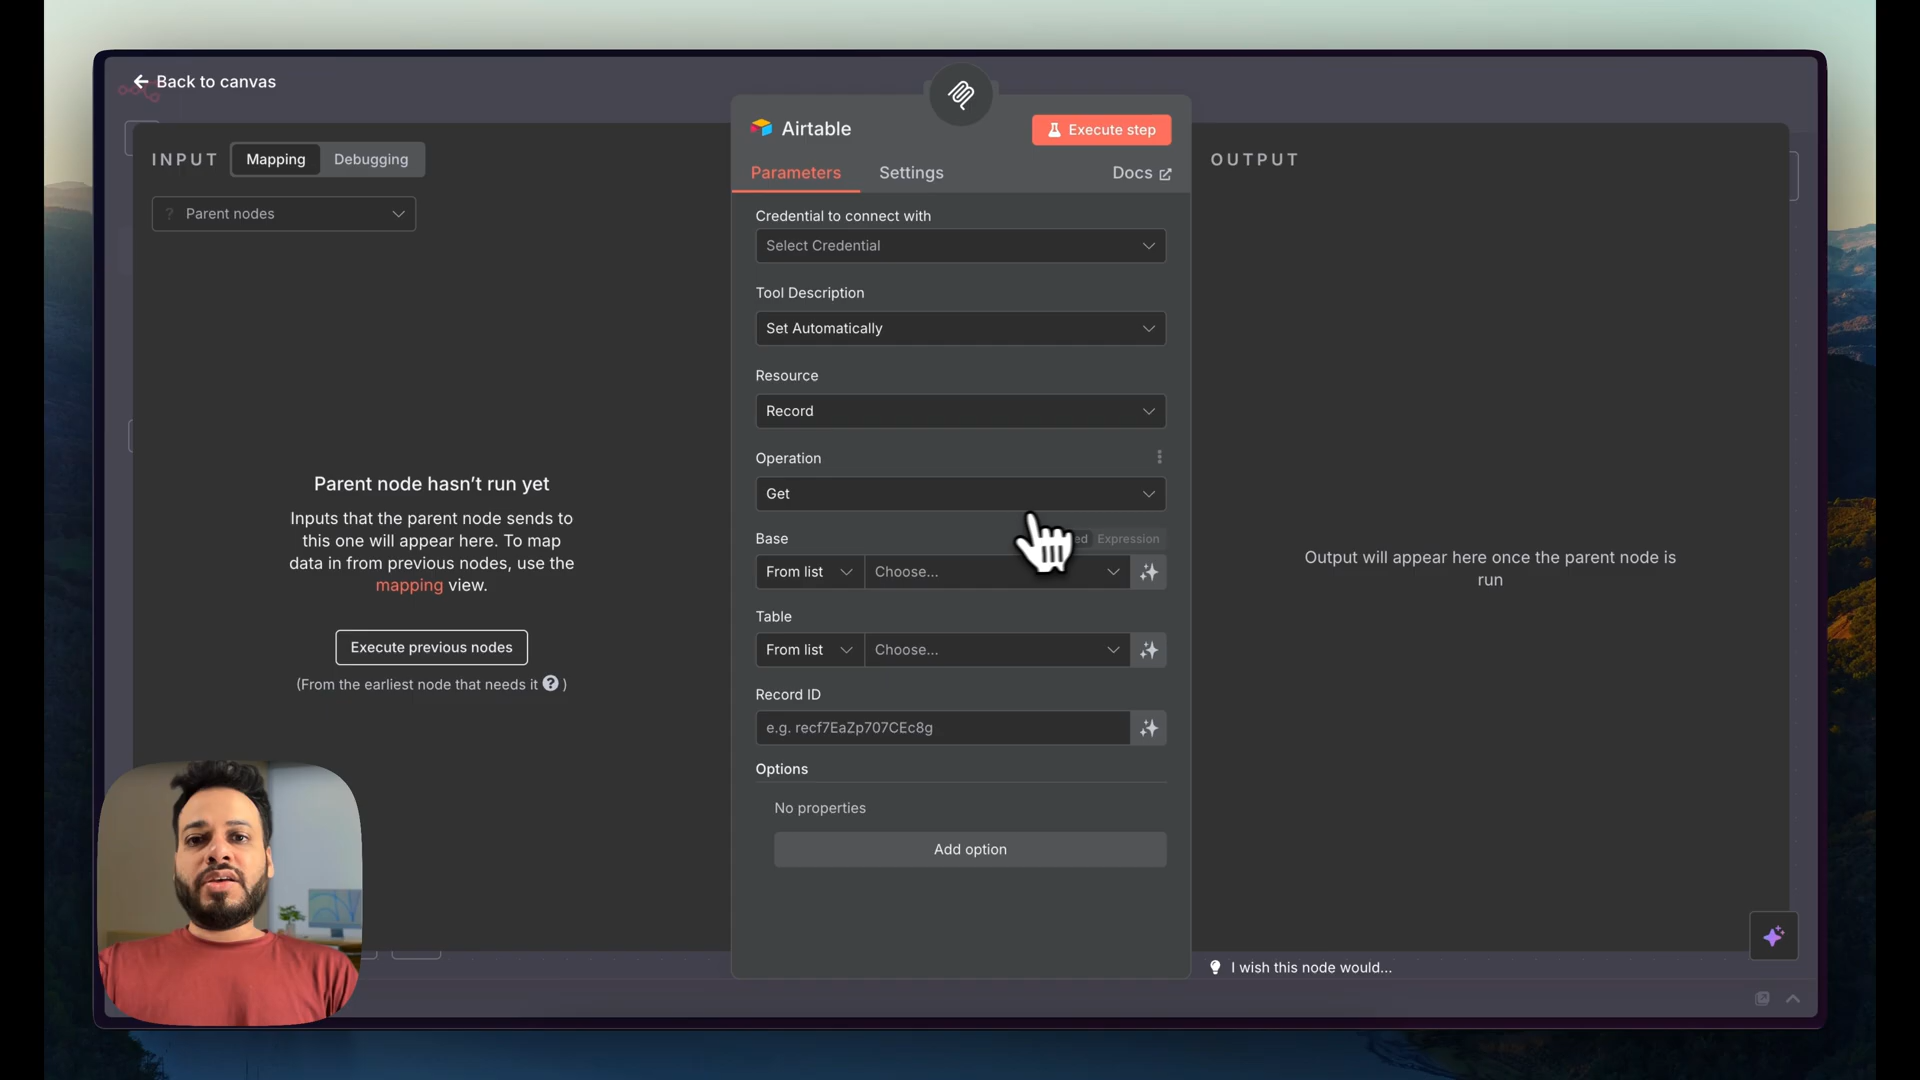 Back to canvas
INPUT
Mapping
Debugging
? Parent nodes
Parent node hasn't run yet
Inputs that the parent node sends to
this one will appear here. To map
data in from previous nodes, use the
mapping view.
Execute previous nodes
(From the earliest node that needs it ? )
Airtable
Execute step
Parameters
Settings
Docs
Credential to connect with
Select Credential
Tool Description
Set Automatically
Resource
Record
Operation
Get
Base
Expression
From list
Choose...
Table
From list
Choose...
Record ID
e.g. recf7EaZp707CEc8g
Options
No properties
Add option
OUTPUT
Output will appear here once the parent node is
run
I wish this node would...